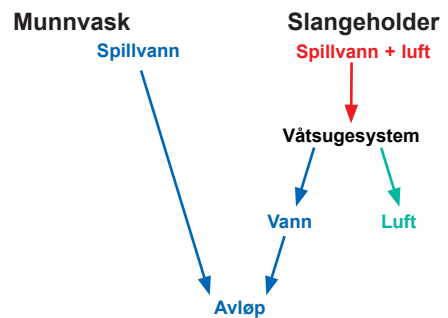 Munnvask
Slangeholder
Spillvann
Spillvann + luft
Våtsugesystem
Vann
Luft
Avløp